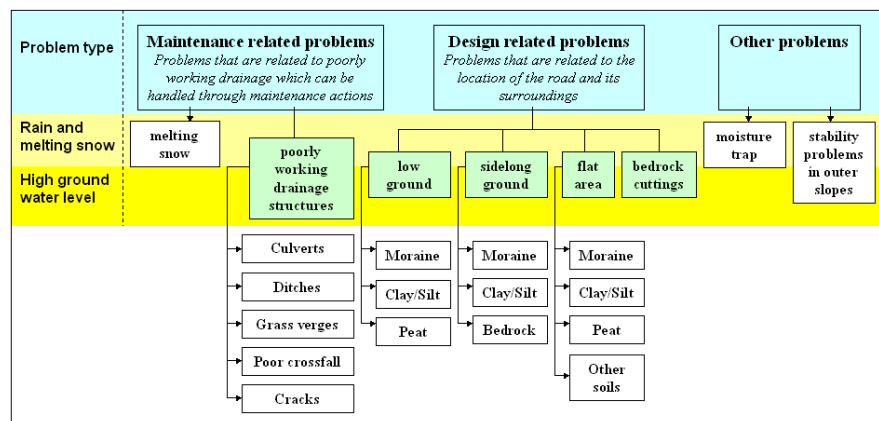 Problem type
Maintenance related problems
Problems that are related to poorly
working drainage which can be
handled through maintenance actions
Design related problems
Problems that are related to the
location of the road and its
surroundings
Other problems
Rain and
melting snow
High ground
water level
melting
snow
poorly
working
drainage
structures
low
ground
sidelong
ground
flat
area
bedrock
cuttings
moisture
trap
stability
problems
in outer
slopes
Culverts
Ditches
Grass verges
Poor crossfall
Cracks
Moraine
Clay/Silt
Peat
Moraine
Clay/Silt
Bedrock
Moraine
Clay/Silt
Peat
Other
soils